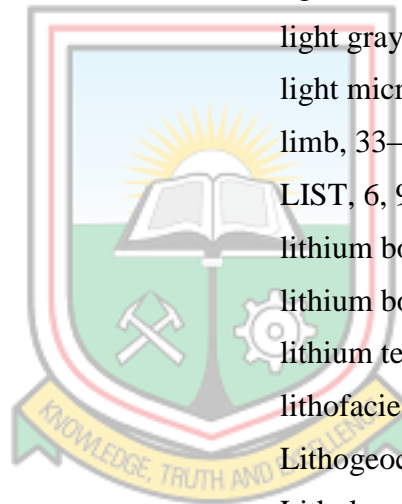 light gray
light micr
limb, 33–
LIST, 6, 9
lithium bo
lithium bo
lithium te
lithofacie
Lithogeoc
KNOWLEDGE, TRUTH AND EXCELLENCE